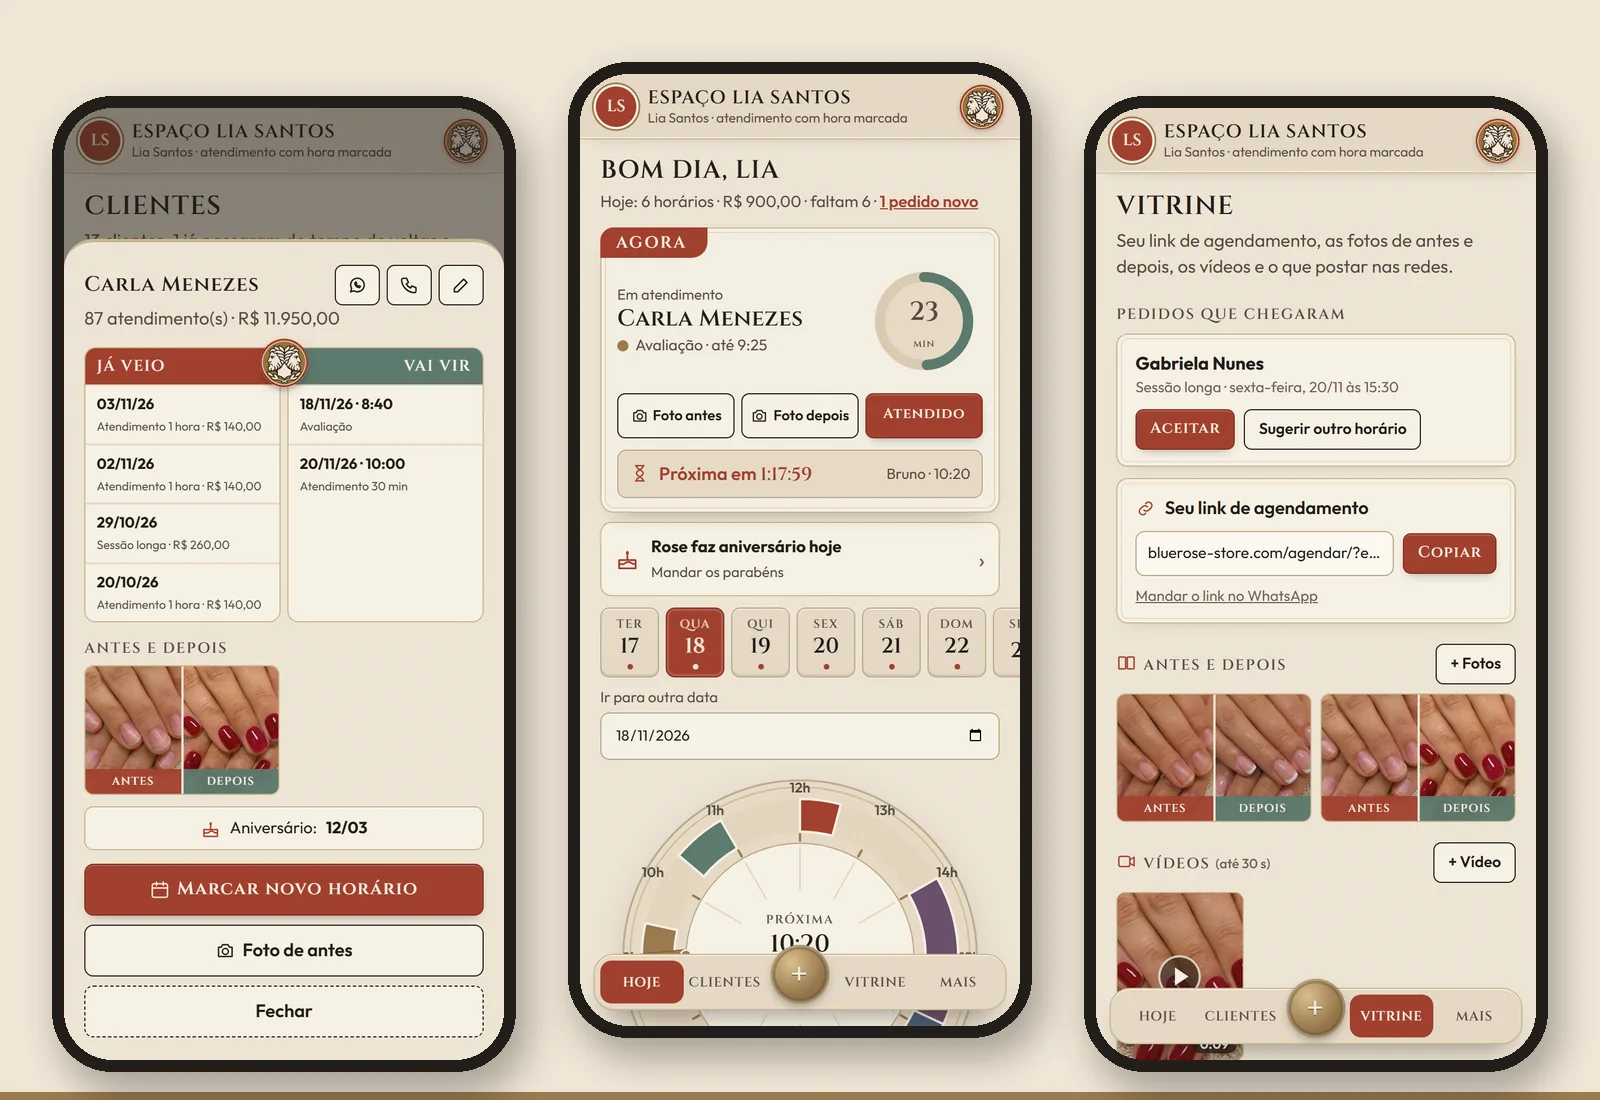 LS
ESPAÇO LIA SANTOS
Lia Santos · atendimento com hora marcada
CLIENTES
CARLA MENEZES
87 atendimento(s) · R$ 11.950,00
JÁ VEIO
VAI VIR
03/11/26
Atendimento 1 hora · R$ 140,00
02/11/26
Atendimento 1 hora · R$ 140,00
29/10/26
Sessão longa · R$ 260,00
20/10/26
Atendimento 1 hora · R$ 140,00
18/11/26 · 8:40
Avaliação
20/11/26 · 10:00
Atendimento 30 min
ANTES E DEPOIS
ANTES
DEPOIS
Aniversário: 12/03
MARCAR NOVO HORÁRIO
Foto de antes
Fechar
LS
ESPAÇO LIA SANTOS
Lia Santos · atendimento com hora marcada
BOM DIA, LIA
Hoje: 6 horários · R$ 900,00 · faltam 6 · 1 pedido novo
AGORA
Em atendimento
CARLA MENEZES
Avaliação · até 9:25
23
MIN
Foto antes
Foto depois
ATENDIDO
Próxima em 1:17:59
Bruno · 10:20
Rose faz aniversário hoje
Mandar os parabéns
›
TER
17
QUA
18
QUI
19
SEX
20
SÁB
21
DOM
22
Ir para outra data
18/11/2026
10h
11h
12h
13h
14h
PRÓXIMA
10:20
HOJE
CLIENTES
+
VITRINE
MAIS
LS
ESPAÇO LIA SANTOS
Lia Santos · atendimento com hora marcada
VITRINE
Seu link de agendamento, as fotos de antes e
depois, os vídeos e o que postar nas redes.
PEDIDOS QUE CHEGARAM
Gabriela Nunes
Sessão longa · sexta-feira, 20/11 às 15:30
ACEITAR
Sugerir outro horário
Seu link de agendamento
bluerose-store.com/agendar/?e...
COPIAR
Mandar o link no WhatsApp
ANTES E DEPOIS
+ Fotos
ANTES
DEPOIS
ANTES
DEPOIS
VÍDEOS (até 30 s)
+ Vídeo
HOJE
CLIENTES
+
VITRINE
MAIS